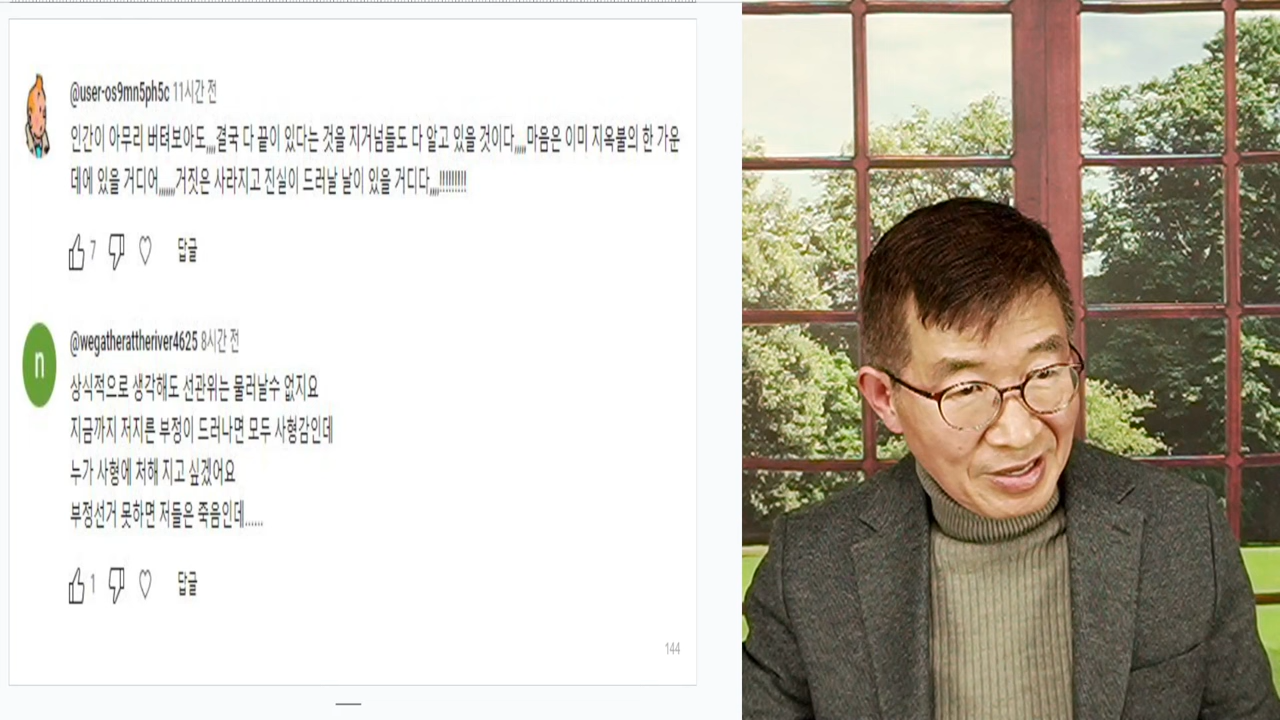 @user-os9mn5ph5c 11시간 전
인간이 아무리 버텨보아도,,,,결국 다 끝이 있다는 것을 지거넘들도 다 알고 있을 것이다,,,,,마음은 이미 지옥불의 한 가운
데에 있을 거디어,,,,,,,거짓은 사라지고 진실이 드러날 날이 있을 거디다,,,,!!!!!!!!!
7 답글
n
@wegatherattheriver4625 8시간 전
상식적으로 생각해도 선관위는 물러날수 없지요
지금까지 저지른 부정이 드러나면 모두 사형감인데
누가 사형에 처해 지고 싶겠어요
부정선거 못하면 저들은 죽음인데......
1 답글
144